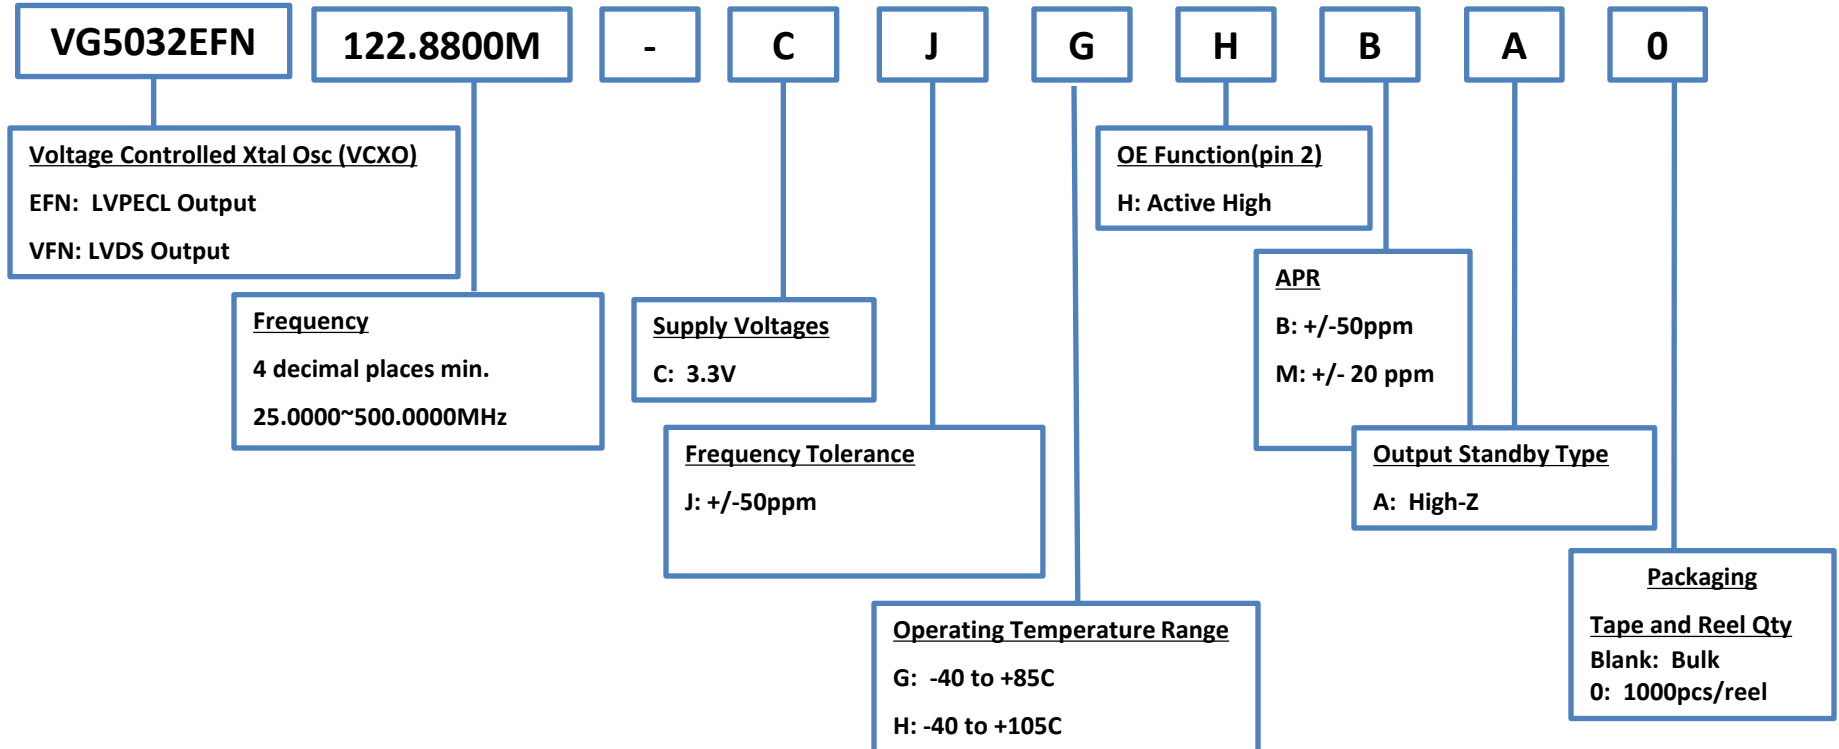 VG5032EFN 122.8800M - C J G H B A 0
Voltage Controlled Xtal Osc (VCXO)
EFN: LVPECL Output
VFN: LVDS Output
Frequency
4 decimal places min.
25.0000~500.0000MHz
Supply Voltages
C: 3.3V
Frequency Tolerance
J: +/-50ppm
Operating Temperature Range
G: -40 to +85C
H: -40 to +105C
OE Function(pin 2)
H: Active High
APR
B: +/-50ppm
M: +/- 20 ppm
Output Standby Type
A: High-Z
Packaging
Tape and Reel Qty
Blank: Bulk
0: 1000pcs/reel